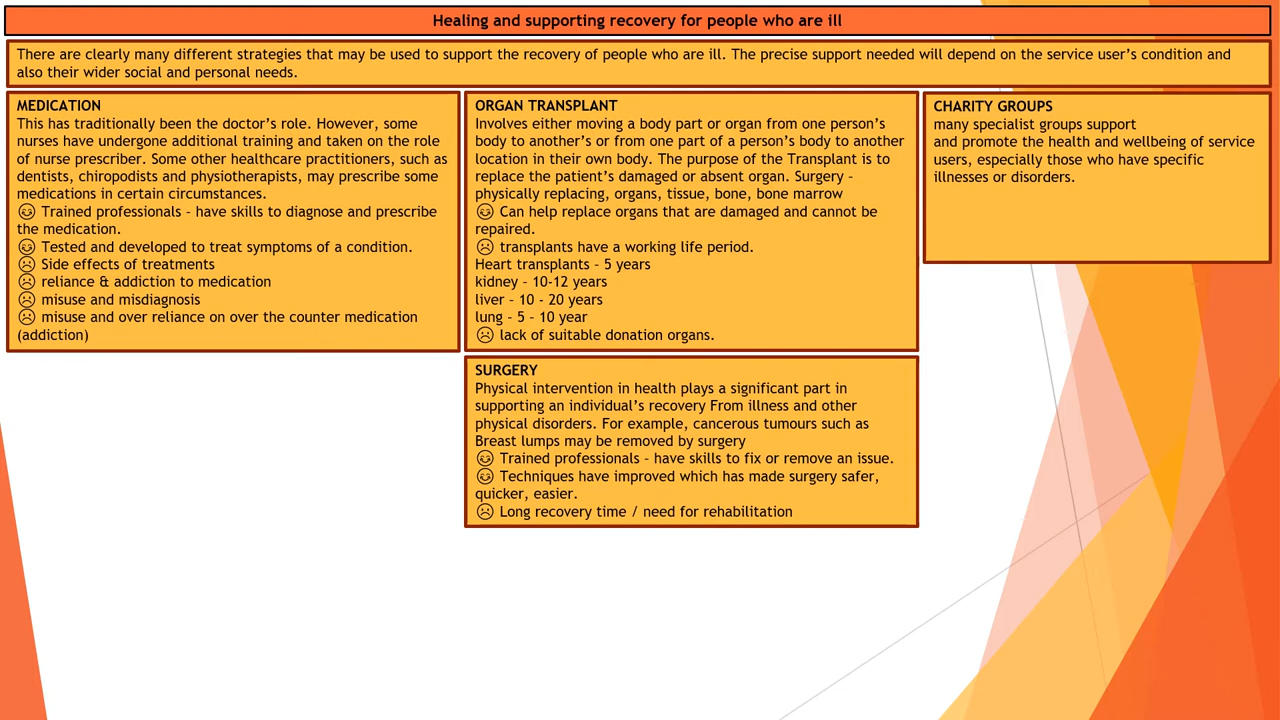 Healing and supporting recovery for people who are ill
There are clearly many different strategies that may be used to support the recovery of people who are ill. The precise support needed will depend on the service user's condition and
also their wider social and personal needs.
MEDICATION
This has traditionally been the doctor's role. However, some
nurses have undergone additional training and taken on the role
of nurse prescriber. Some other healthcare practitioners, such as
dentists, chiropodists and physiotherapists, may prescribe some
medications in certain circumstances.
☺ Trained professionals - have skills to diagnose and prescribe
the medication.
☺ Tested and developed to treat symptoms of a condition.
☹ Side effects of treatments
☹ reliance & addiction to medication
☹ misuse and misdiagnosis
☹ misuse and over reliance on over the counter medication
(addiction)
ORGAN TRANSPLANT
Involves either moving a body part or organ from one person's
body to another's or from one part of a person's body to another
location in their own body. The purpose of the Transplant is to
replace the patient's damaged or absent organ. Surgery -
physically replacing, organs, tissue, bone, bone marrow
☺ Can help replace organs that are damaged and cannot be
repaired.
☹ transplants have a working life period.
Heart transplants – 5 years
kidney – 10-12 years
liver – 10 - 20 years
lung – 5 - 10 year
☹ lack of suitable donation organs.
SURGERY
Physical intervention in health plays a significant part in
supporting an individual's recovery From illness and other
physical disorders. For example, cancerous tumours such as
Breast lumps may be removed by surgery
☺ Trained professionals - have skills to fix or remove an issue.
☺ Techniques have improved which has made surgery safer,
quicker, easier.
☹ Long recovery time / need for rehabilitation
CHARITY GROUPS
many specialist groups support
and promote the health and wellbeing of service
users, especially those who have specific
illnesses or disorders.